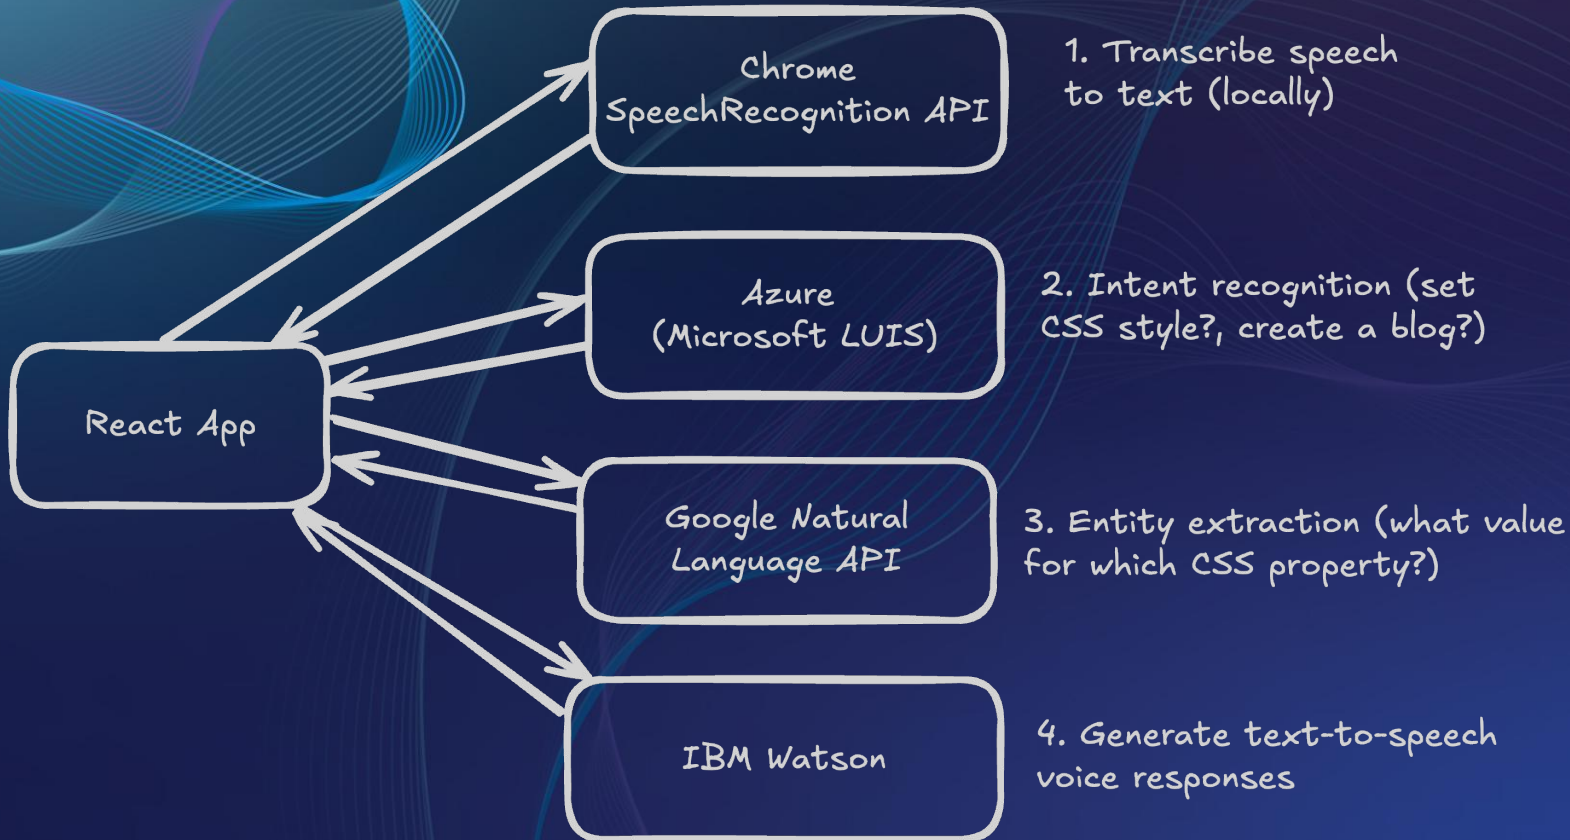 Chrome
SpeechRecognition API
1. Transcribe speech
to text (locally)
Azure
(Microsoft LUIS)
2. Intent recognition (set
CSS style?, create a blog?)
React App
Google Natural
Language API
3. Entity extraction (what value
for which CSS property?)
IBM Watson
4. Generate text-to-speech
voice responses